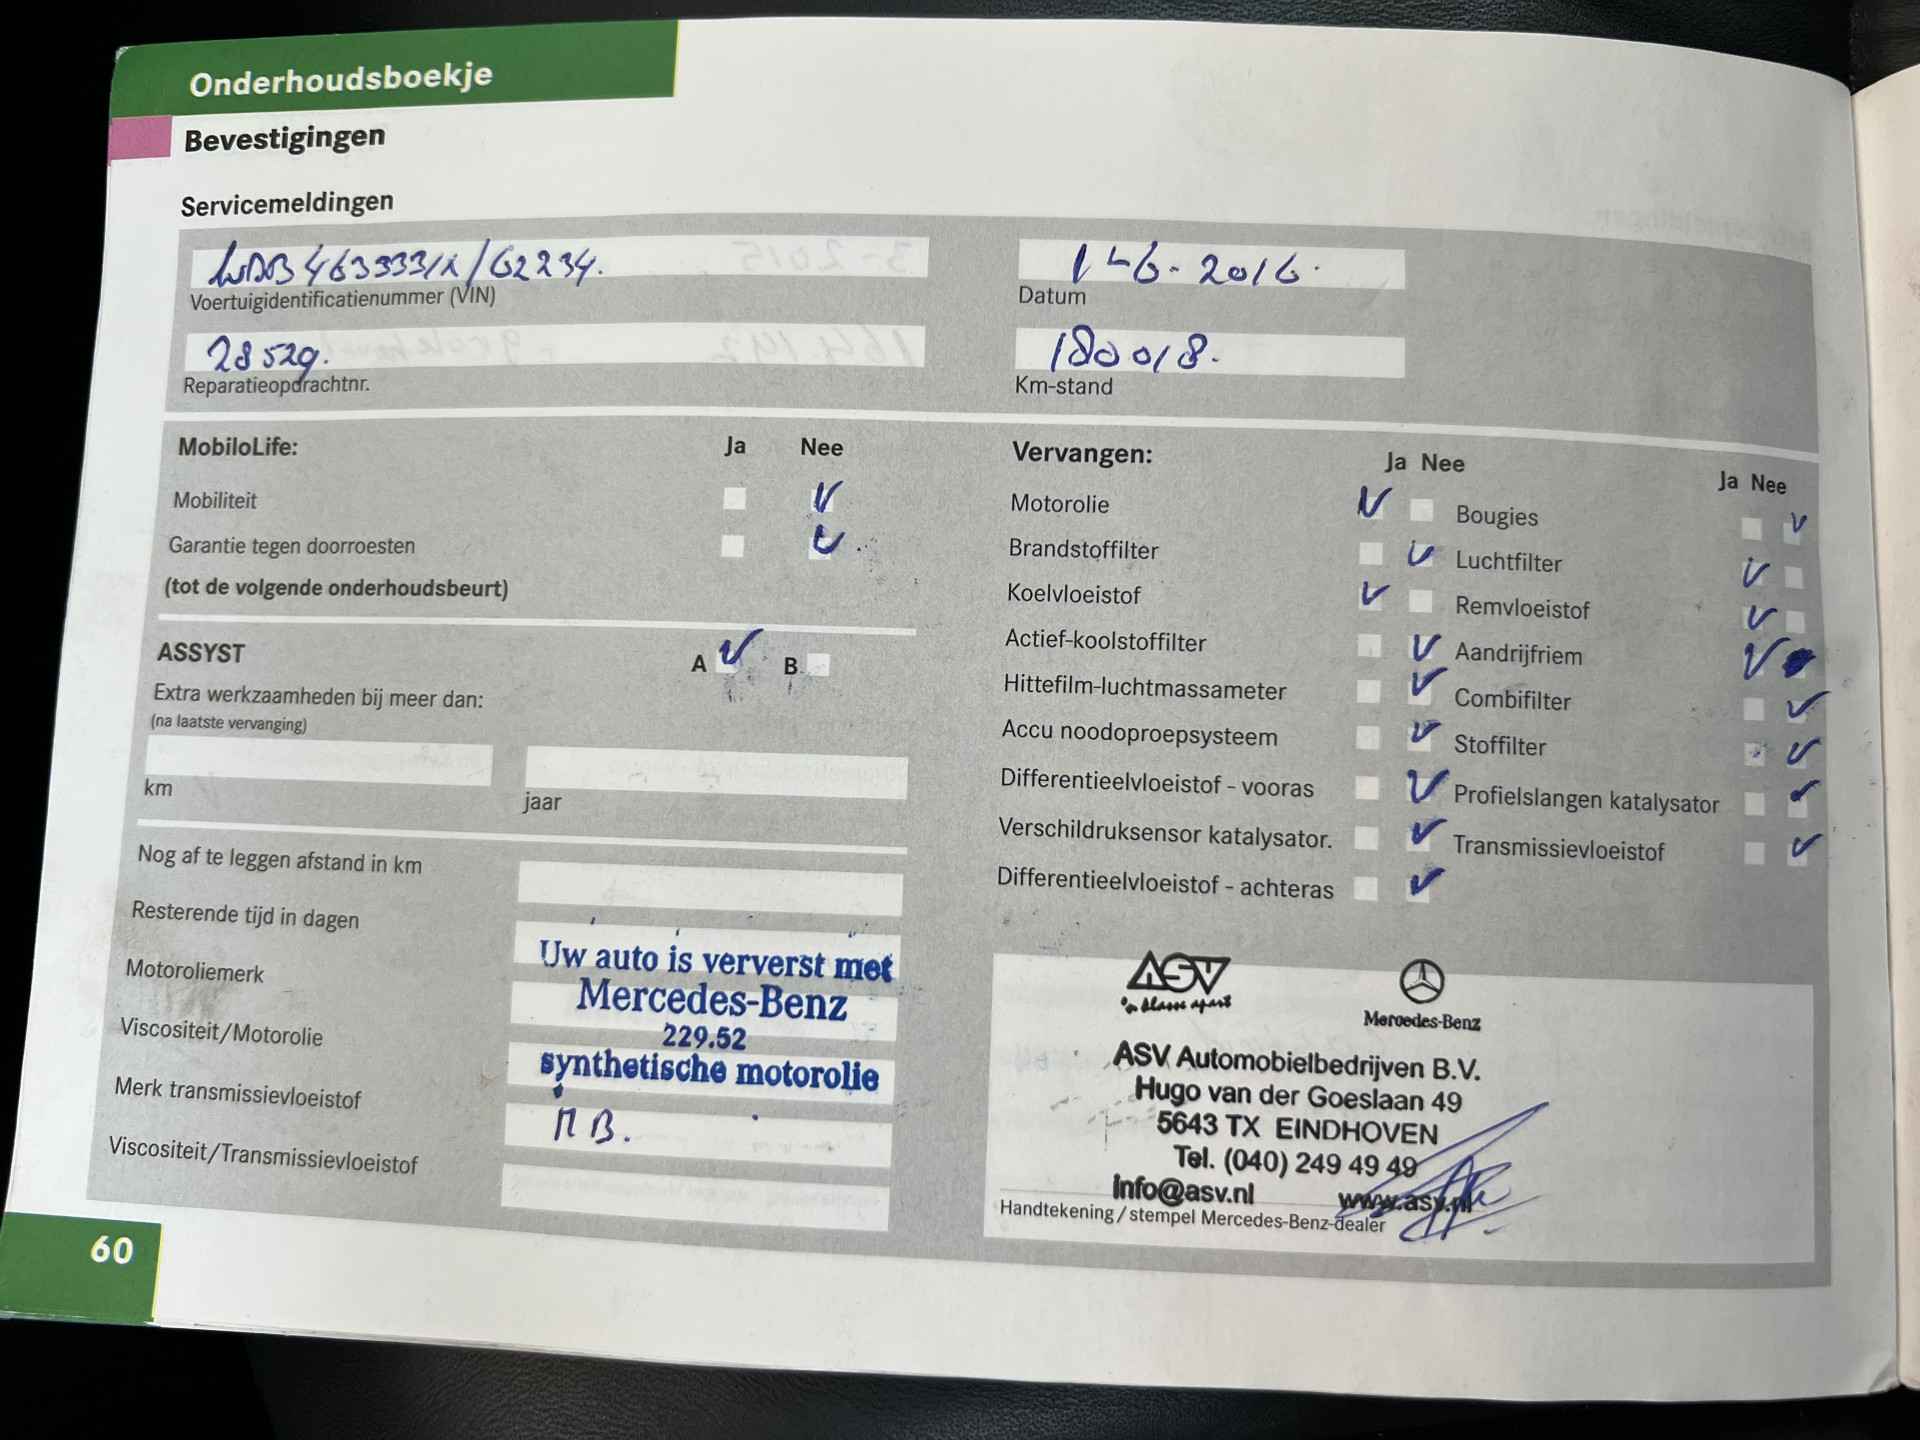 Onderhoudsboekje
Bevestigingen
Servicemeldingen
Voertuigidentificatienummer (VIN)
1-6-2016.
Datum
28529.
Reparatieopdrachtnr.
180018.
Km-stand
MobiloLife: Ja Nee
Mobiliteit
Garantie tegen doorroesten
(tot de volgende onderhoudsbeurt)
ASSYST A B
Extra werkzaamheden bij meer dan:
(na laatste vervanging)
km
jaar
Nog af te leggen afstand in km
Resterende tijd in dagen
Motoroliemerk
Viscositeit/Motorolie
Merk transmissievloeistof
Viscositeit/Transmissievloeistof
Uw auto is ververst met
Mercedes-Benz
229.52
synthetische motorolie
MB.
Vervangen: Ja Nee Ja Nee
Motorolie Bougies
Brandstoffilter Luchtfilter
Koelvloeistof Remvloeistof
Actief-koolstoffilter Aandrijfriem
Hittefilm-luchtmassameter Combifilter
Accu noodoproepsysteem Stoffilter
Differentieelvloeistof - vooras Profielslangen katalysator
Verschildruksensor katalysator. Transmissievloeistof
Differentieelvloeistof - achteras
ASV
'n klasse apart
Mercedes-Benz
ASV Automobielbedrijven B.V.
Hugo van der Goeslaan 49
5643 TX EINDHOVEN
Tel. (040) 249 49 49
info@asv.nl www.asv.nl
Handtekening/stempel Mercedes-Benz-dealer
60